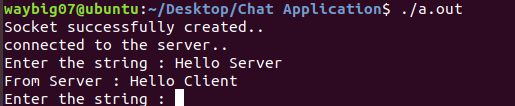 waybig07@ubuntu:~/Desktop/Chat Application$ ./a.out
Socket successfully created..
connected to the server..
Enter the string : Hello Server
From Server : Hello Client
Enter the string :